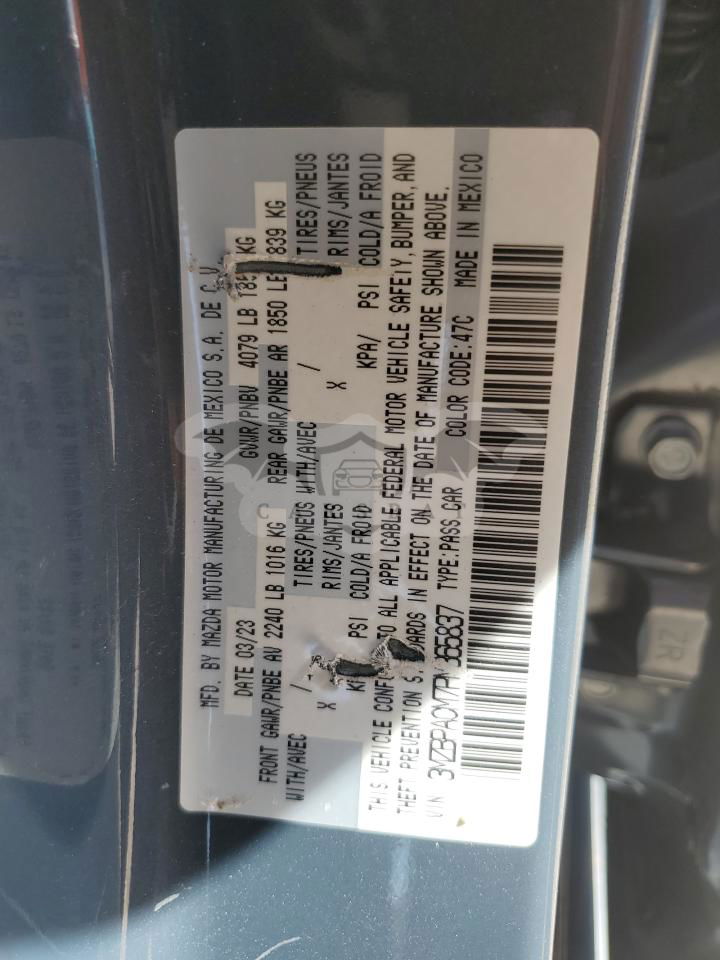 MFD. BY MAZDA MOTOR MANUFACTURING DE MEXICO S.A. DE C.V.
DATE 03/23 GVWR/PNBV 4079 LB KG
FRONT GAWR/PNBE AV 2240 LB 1016 KG REAR GAWR/PNBE AR 1850 LB 839 KG
WITH/AVEC / TIRES/PNEUS WITH/AVEC / TIRES/PNEUS
X RIMS/JANTES X RIMS/JANTES
PSI COLD/A FROID KPA/ PSI COLD/A FROID
THIS VEHICLE TO ALL APPLICABLE FEDERAL MOTOR VEHICLE SAFETY, BUMPER, AND
THEFT PREVENTION IN EFFECT ON THE DATE OF MANUFACTURE SHOWN ABOVE.
VIN TYPE:PASS.CAR COLOR CODE:47C MADE IN MEXICO
ZR